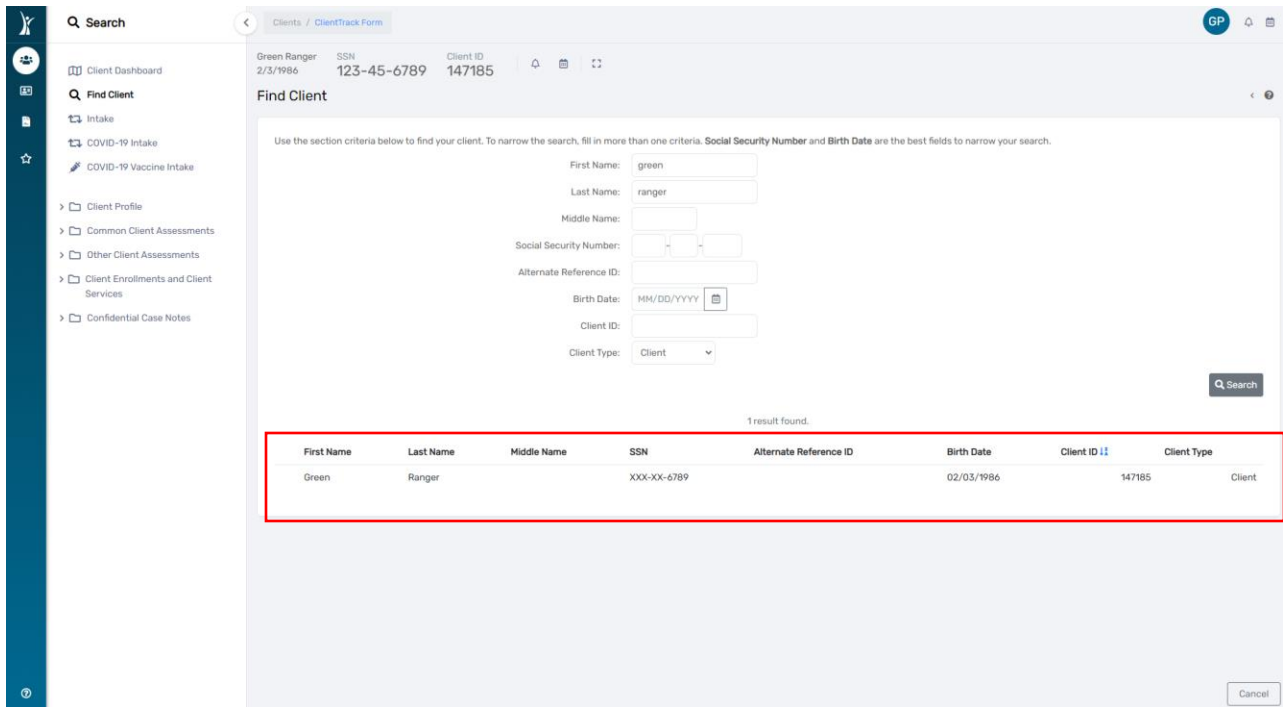 Search
Clients / ClientTrack Form
GP
Client Dashboard
Find Client
Intake
COVID-19 Intake
COVID-19 Vaccine Intake
Client Profile
Common Client Assessments
Other Client Assessments
Client Enrollments and Client
Services
Confidential Case Notes
Green Ranger SSN Client ID
2/3/1986 123-45-6789 147185
Find Client
Use the section criteria below to find your client. To narrow the search, fill in more than one criteria. Social Security Number and Birth Date are the best fields to narrow your search.
First Name: green
Last Name: ranger
Middle Name:
Social Security Number: - -
Alternate Reference ID:
Birth Date: MM/DD/YYYY
Client ID:
Client Type: Client
Search
1 result found.
First Name Last Name Middle Name SSN Alternate Reference ID Birth Date Client ID Client Type
Green Ranger XXX-XX-6789 02/03/1986 147185 Client
Cancel